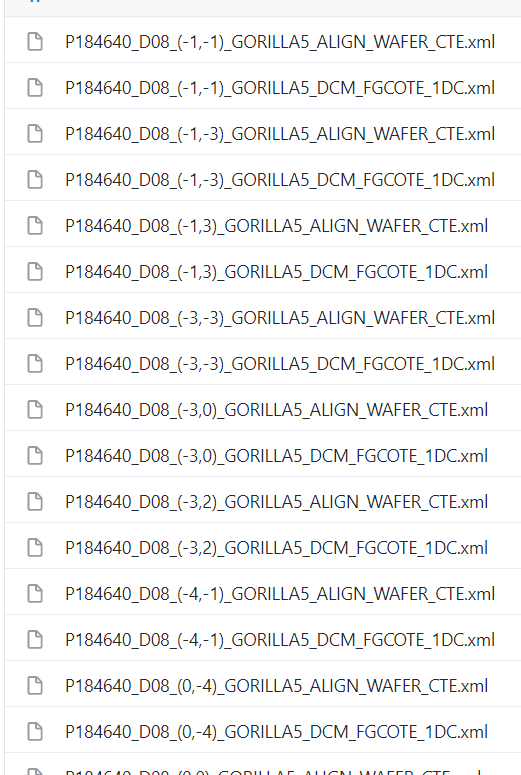 P184640_D08_(-1,-1)_GORILLA5_ALIGN_WAFER_CTE.xml
P184640_D08_(-1,-1)_GORILLA5_DCM_FGCOTE_1DC.xml
P184640_D08_(-1,-3)_GORILLA5_ALIGN_WAFER_CTE.xml
P184640_D08_(-1,-3)_GORILLA5_DCM_FGCOTE_1DC.xml
P184640_D08_(-1,3)_GORILLA5_ALIGN_WAFER_CTE.xml
P184640_D08_(-1,3)_GORILLA5_DCM_FGCOTE_1DC.xml
P184640_D08_(-3,-3)_GORILLA5_ALIGN_WAFER_CTE.xml
P184640_D08_(-3,-3)_GORILLA5_DCM_FGCOTE_1DC.xml
P184640_D08_(-3,0)_GORILLA5_ALIGN_WAFER_CTE.xml
P184640_D08_(-3,0)_GORILLA5_DCM_FGCOTE_1DC.xml
P184640_D08_(-3,2)_GORILLA5_ALIGN_WAFER_CTE.xml
P184640_D08_(-3,2)_GORILLA5_DCM_FGCOTE_1DC.xml
P184640_D08_(-4,-1)_GORILLA5_ALIGN_WAFER_CTE.xml
P184640_D08_(-4,-1)_GORILLA5_DCM_FGCOTE_1DC.xml
P184640_D08_(0,-4)_GORILLA5_ALIGN_WAFER_CTE.xml
P184640_D08_(0,-4)_GORILLA5_DCM_FGCOTE_1DC.xml